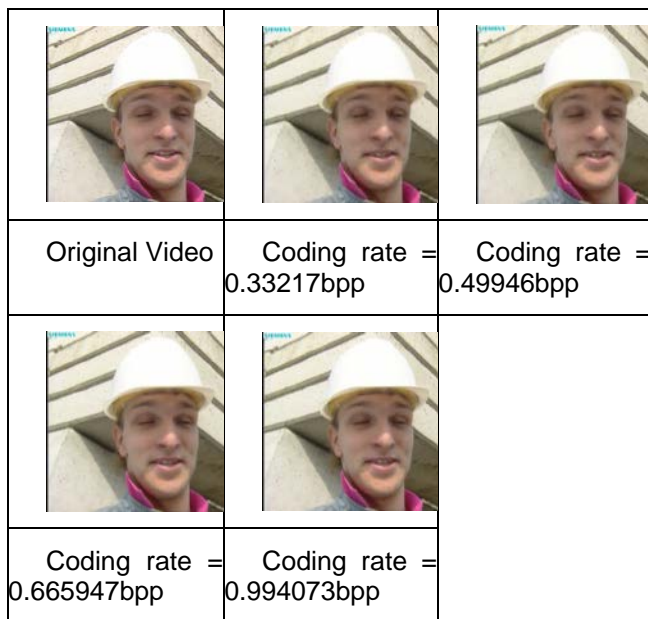 Original Video
Coding rate =
0.33217bpp
Coding rate =
0.49946bpp
Coding rate =
0.665947bpp
Coding rate =
0.994073bpp